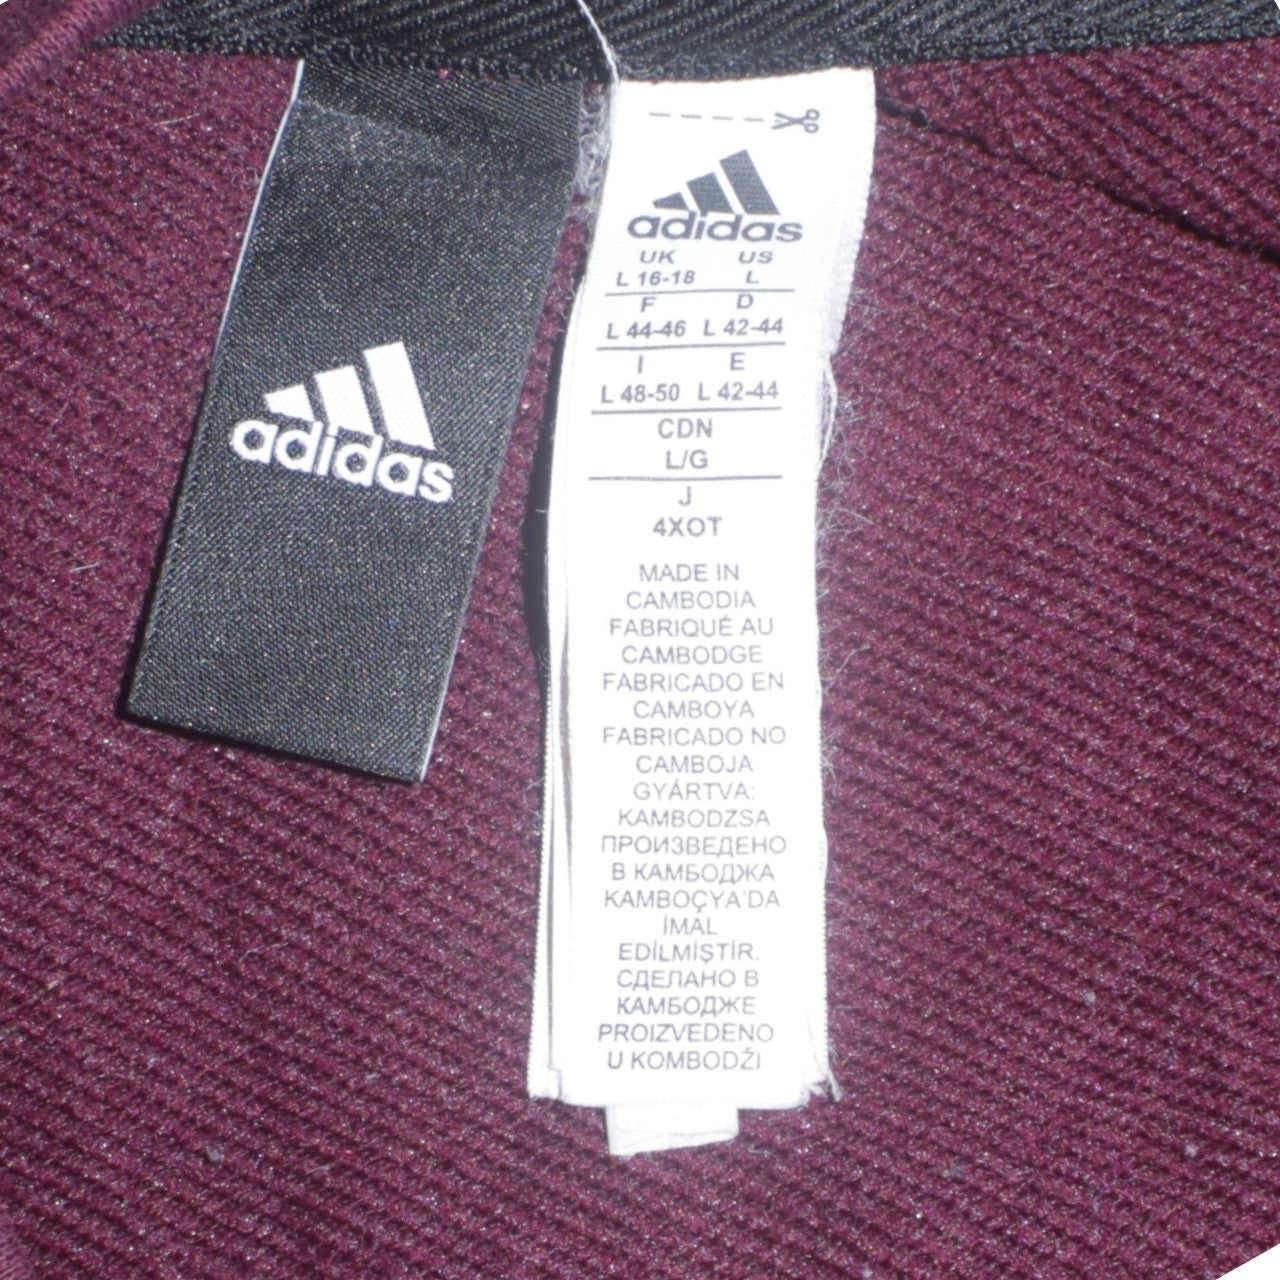 adidas
adidas
UK US
L 16-18 L
F D
L 44-46 L 42-44
I E
L 48-50 L 42-44
CDN
L/G
J
4XOT
MADE IN
CAMBODIA
FABRIQUÉ AU
CAMBODGE
FABRICADO EN
CAMBOYA
FABRICADO NO
CAMBOJA
GYÁRTVA:
KAMBODZSA
ПРОИЗВЕДЕНО
В КАМБОДЖА
KAMBOÇYA'DA
İMAL
EDİLMİŞTİR.
СДЕЛАНО В
КАМБОДЖЕ
PROIZVEDENO
U KOMBODŽI